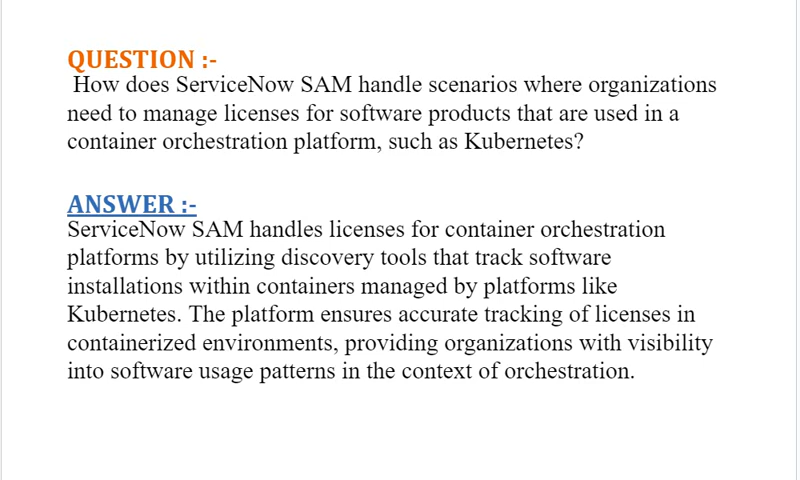 QUESTION :-
How does ServiceNow SAM handle scenarios where organizations
need to manage licenses for software products that are used in a
container orchestration platform, such as Kubernetes?
ANSWER :-
ServiceNow SAM handles licenses for container orchestration
platforms by utilizing discovery tools that track software
installations within containers managed by platforms like
Kubernetes. The platform ensures accurate tracking of licenses in
containerized environments, providing organizations with visibility
into software usage patterns in the context of orchestration.